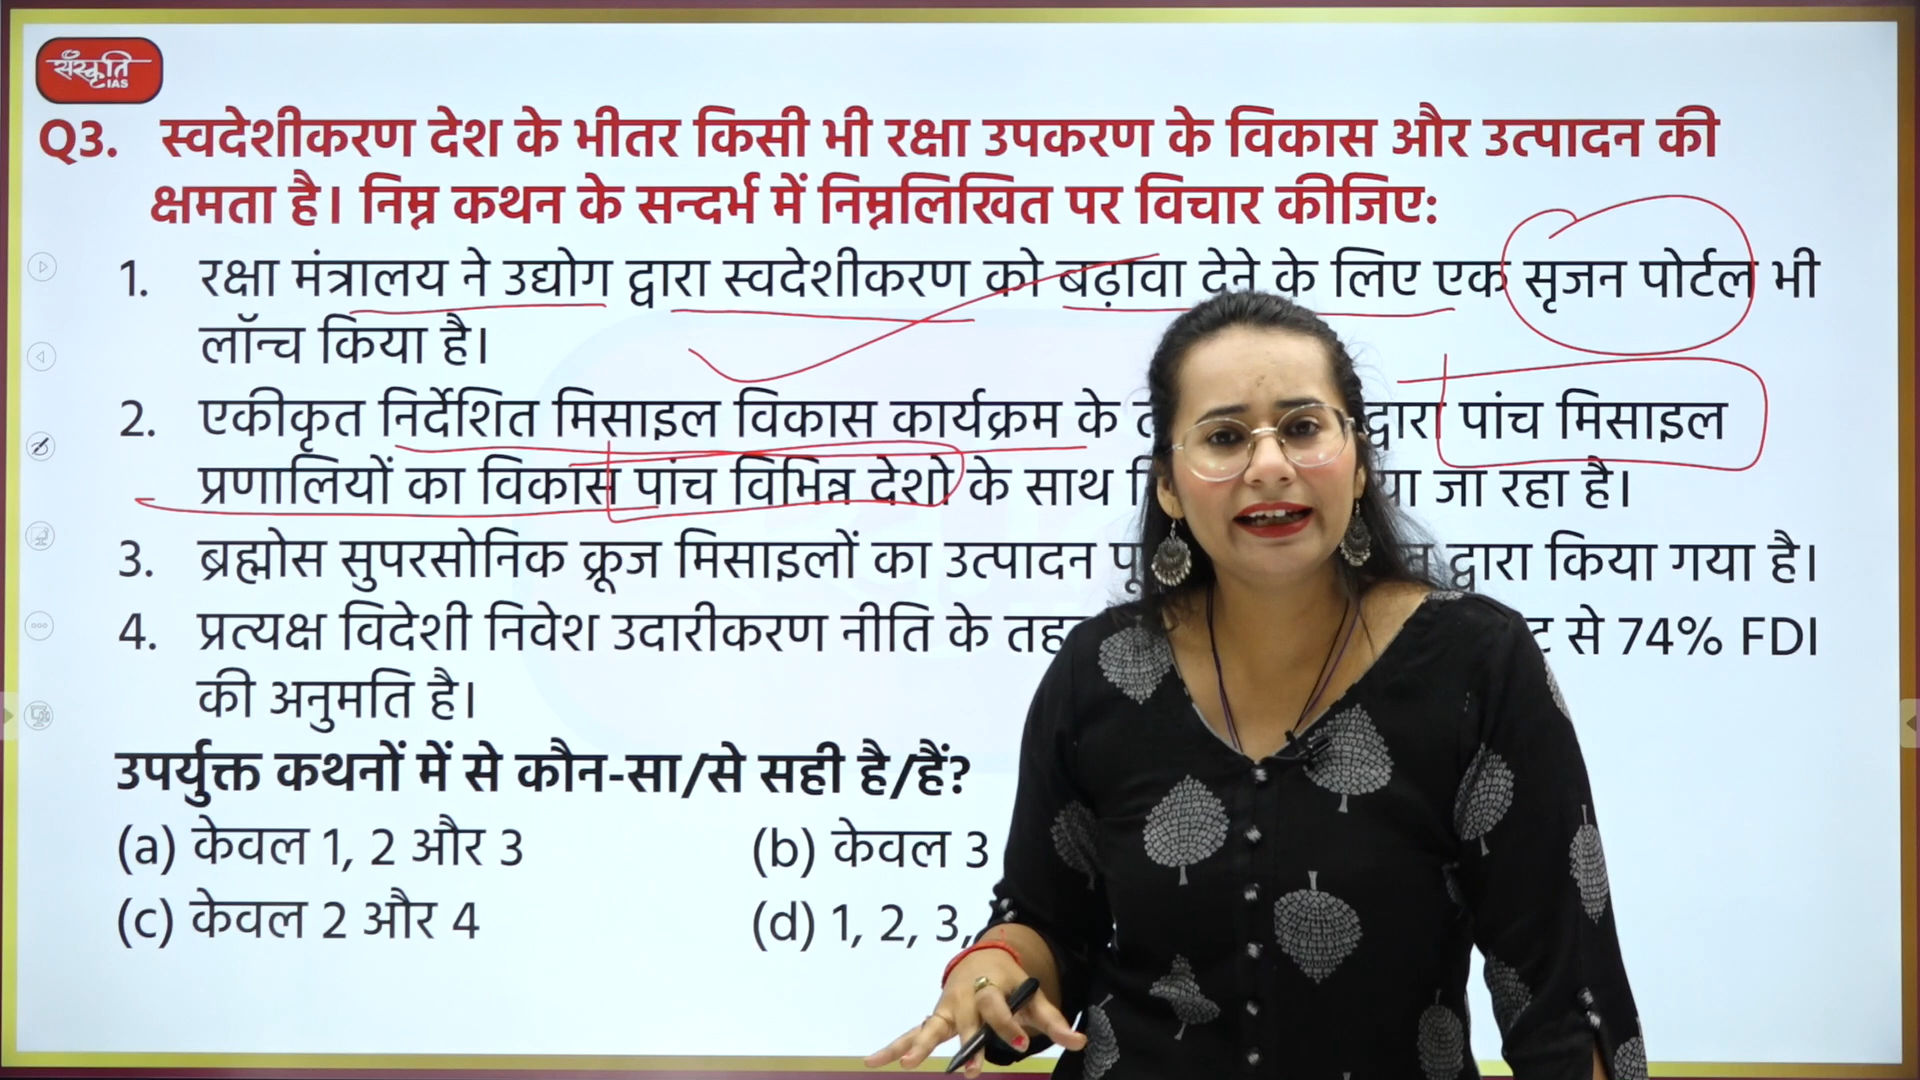 संस्कृति
IAS
Q3. स्वदेशीकरण देश के भीतर किसी भी रक्षा उपकरण के विकास और उत्पादन की
क्षमता है। निम्न कथन के सन्दर्भ में निम्नलिखित पर विचार कीजिए:
1. रक्षा मंत्रालय ने उद्योग द्वारा स्वदेशीकरण को बढ़ावा देने के लिए एक सृजन पोर्टल भी
लॉन्च किया है।
2. एकीकृत निर्देशित मिसाइल विकास कार्यक्रम के द्वारा पांच मिसाइल
प्रणालियों का विकास पांच विभिन्न देशो के साथ जा रहा है।
3. ब्रह्मोस सुपरसोनिक क्रूज मिसाइलों का उत्पादन द्वारा किया गया है।
4. प्रत्यक्ष विदेशी निवेश उदारीकरण नीति के से 74% FDI
की अनुमति है।
उपर्युक्त कथनों में से कौन-सा/से सही है/हैं?
(a) केवल 1, 2 और 3 (b) केवल 3
(c) केवल 2 और 4 (d) 1, 2, 3,